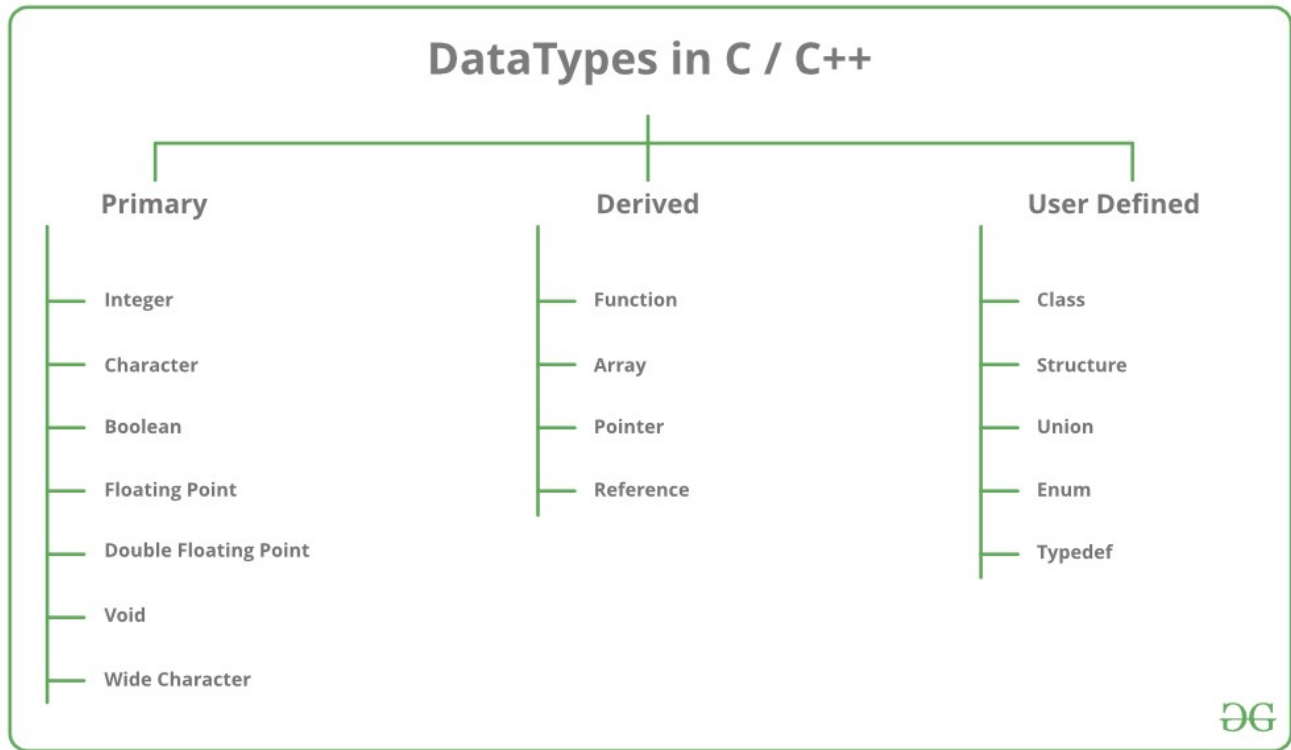 DataTypes in C / C++
Primary
Integer
Character
Boolean
Floating Point
Double Floating Point
Void
Wide Character
Derived
Function
Array
Pointer
Reference
User Defined
Class
Structure
Union
Enum
Typedef